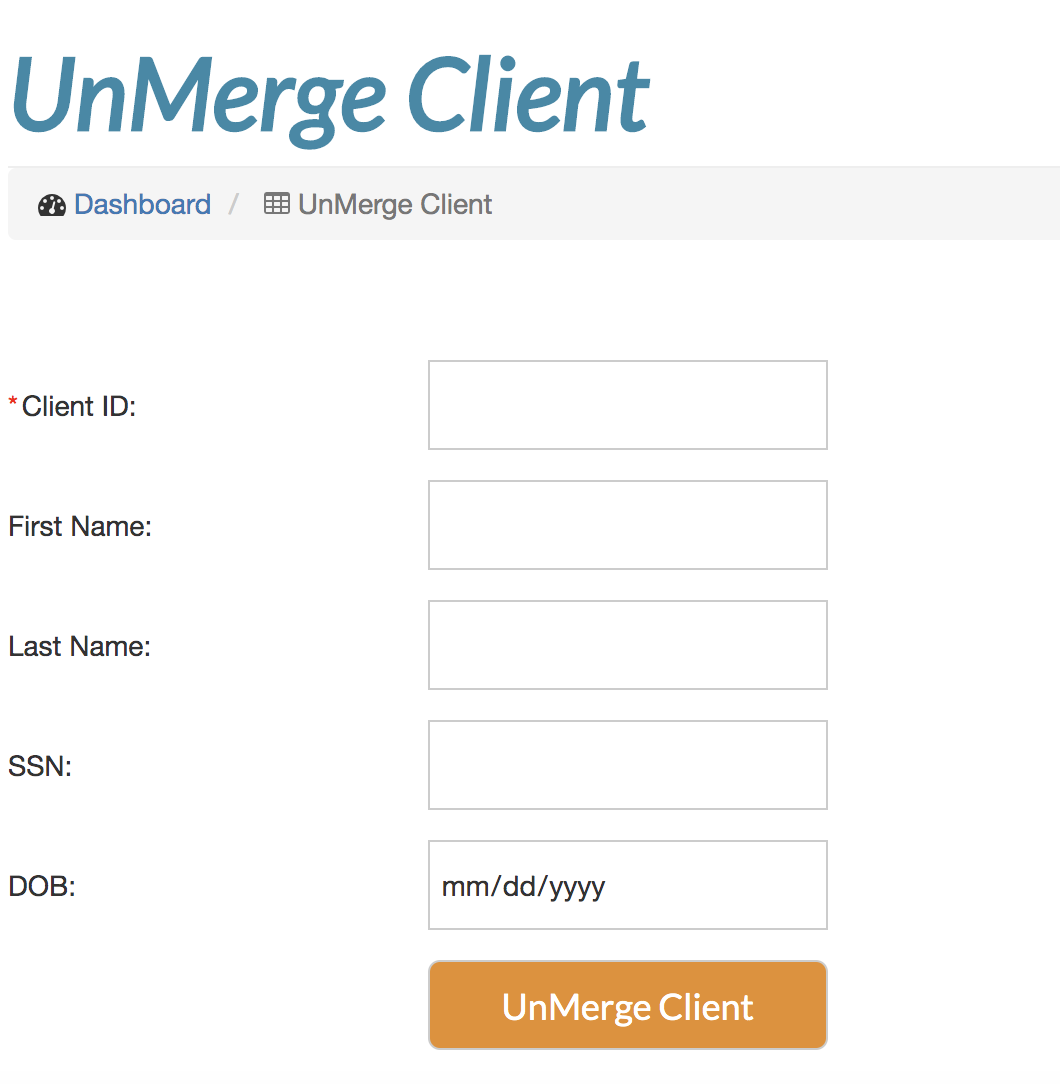 UnMerge Client
Dashboard / UnMerge Client
*Client ID:
First Name:
Last Name:
SSN:
DOB: mm/dd/yyyy
UnMerge Client